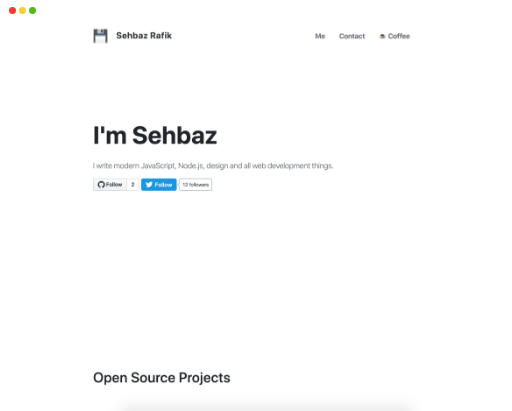 Sehbaz Rafik
Me Contact Coffee
I'm Sehbaz
I write modern JavaScript, Node.js, design and all web development things.
Follow 2 Follow 12 followers
Open Source Projects